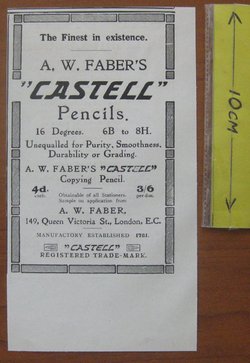 The Finest in existence.
A. W. FABER'S
"CASTELL"
Pencils.
16 Degrees. 6B to 8H.
Unequalled for Purity, Smoothness,
Durability or Grading.
A. W. FABER'S "CASTELL"
Copying Pencil.
4d. each. Obtainable of all Stationers. 3/6 per doz.
Sample on application from
A. W. FABER,
149, Queen Victoria St., London, E.C.
MANUFACTORY ESTABLISHED 1761.
"CASTELL"
REGISTERED TRADE-MARK.
10CM